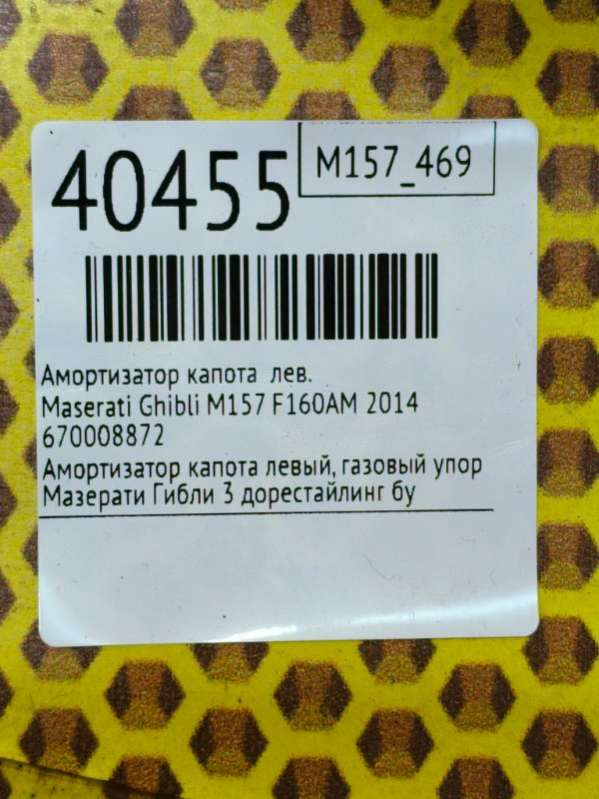 40455
M157_469
Амортизатор капота лев.
Maserati Ghibli M157 F160AM 2014
670008872
Амортизатор капота левый, газовый упор
Мазерати Гибли 3 дорестайлинг бу